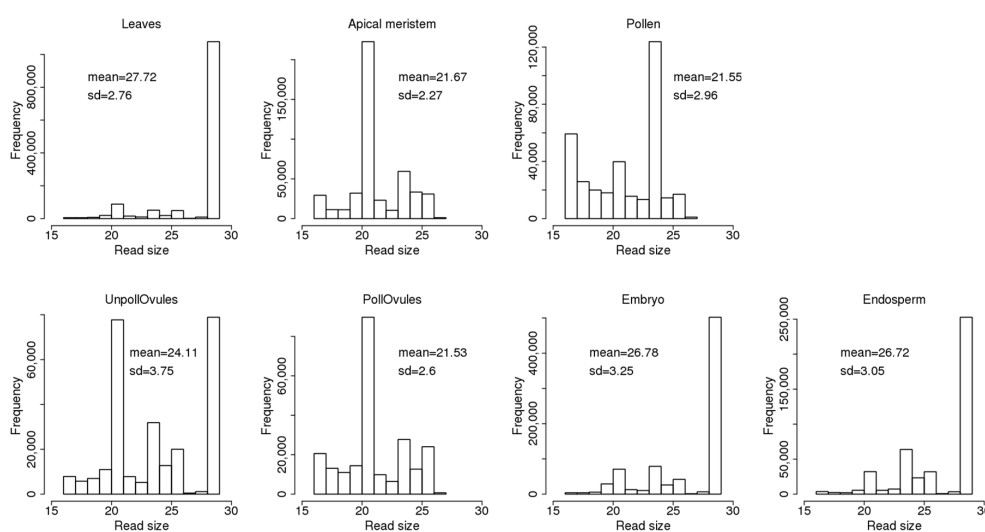 Leaves
mean=27.72
sd=2.76
Frequency
0
400,000
800,000
15
20
25
30
Read size
Apical meristem
mean=21.67
sd=2.27
Frequency
0
50,000
150,000
15
20
25
30
Read size
Pollen
mean=21.55
sd=2.96
Frequency
0
40,000
80,000
120,000
15
20
25
30
Read size
UnpollOvules
mean=24.11
sd=3.75
Frequency
0
20,000
60,000
15
20
25
30
Read size
PollOvules
mean=21.53
sd=2.6
Frequency
0
20,000
60,000
15
20
25
30
Read size
Embryo
mean=26.78
sd=3.25
Frequency
0
200,000
400,000
15
20
25
30
Read size
Endosperm
mean=26.72
sd=3.05
Frequency
0
50,000
150,000
250,000
15
20
25
30
Read size